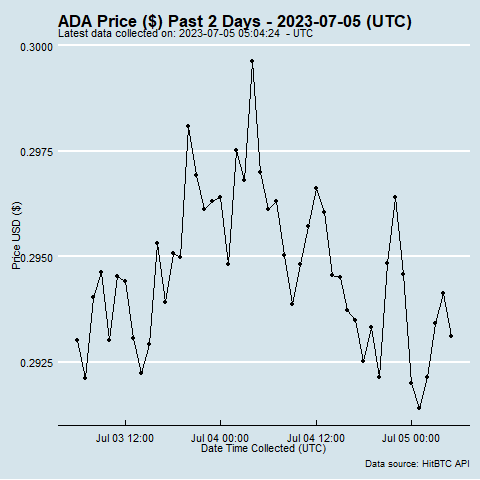 ADA Price ($) Past 2 Days - 2023-07-05 (UTC)
Latest data collected on: 2023-07-05 05:04:24 - UTC
0.3000
0.2975
0.2950
0.2925
Price USD ($)
Jul 03 12:00
Jul 04 00:00
Jul 04 12:00
Jul 05 00:00
Date Time Collected (UTC)
Data source: HitBTC API